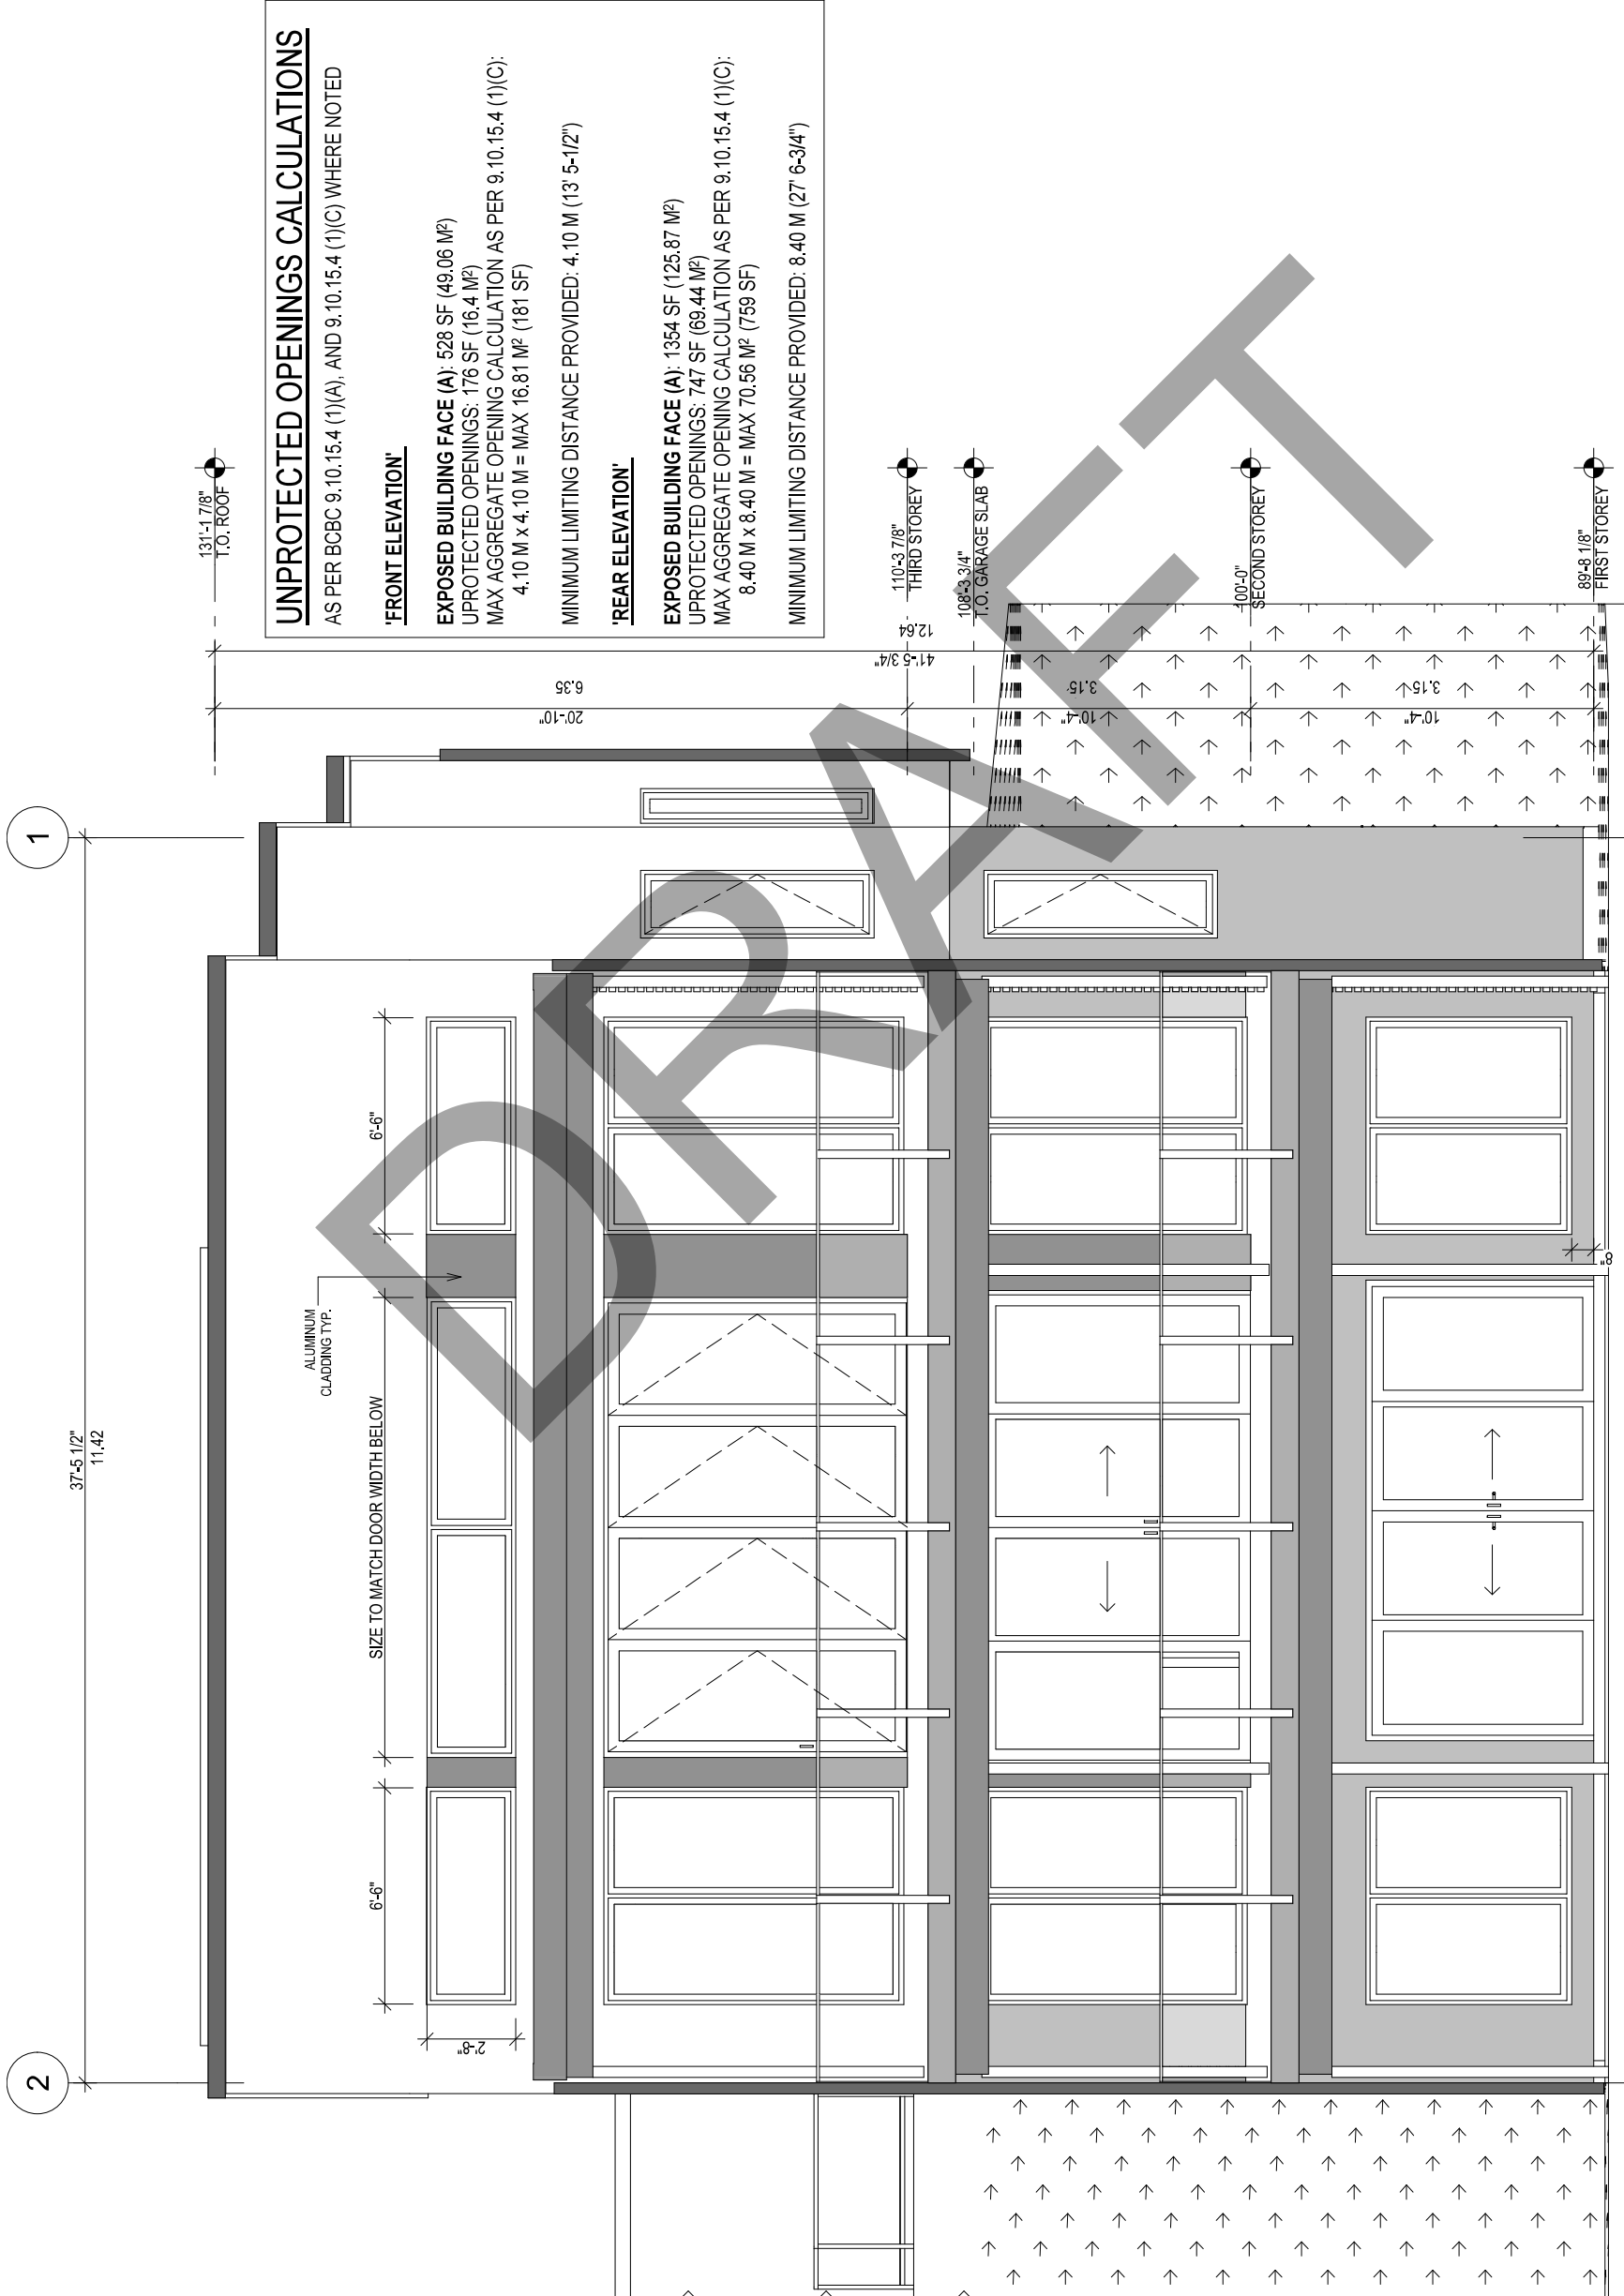 UNPROTECTED OPENINGS CALCULATIONS
AS PER BCBC 9.10.15.4 (1)(A), AND 9.10.15.4 (1)(C) WHERE NOTED
'FRONT ELEVATION'
EXPOSED BUILDING FACE (A): 528 SF (49.06 M²)
UPROTECTED OPENINGS: 176 SF (16.4 M²)
MAX AGGREGATE OPENING CALCULATION AS PER 9.10.15.4 (1)(C):
4.10 M x 4.10 M = MAX 16.81 M² (181 SF)
MINIMUM LIMITING DISTANCE PROVIDED: 4.10 M (13' 5-1/2")
'REAR ELEVATION'
EXPOSED BUILDING FACE (A): 1354 SF (125.87 M²)
UPROTECTED OPENINGS: 747 SF (69.44 M²)
MAX AGGREGATE OPENING CALCULATION AS PER 9.10.15.4 (1)(C):
8.40 M x 8.40 M = MAX 70.56 M² (759 SF)
MINIMUM LIMITING DISTANCE PROVIDED: 8.40 M (27' 6-3/4")
2
1
37'-5 1/2"
11.42
131'-1 7/8"
T.O. ROOF
110'-3 7/8"
THIRD STOREY
108'-3 3/4"
T.O. GARAGE SLAB
100'-0"
SECOND STOREY
89'-8 1/8"
FIRST STOREY
41'-5 3/4"
12.64
20'-10"
6.35
10'-4"
3.15
10'-4"
3.15
6'-6"
SIZE TO MATCH DOOR WIDTH BELOW
6'-6"
ALUMINUM
CLADDING TYP.
2'-8"
8"
DRAFT